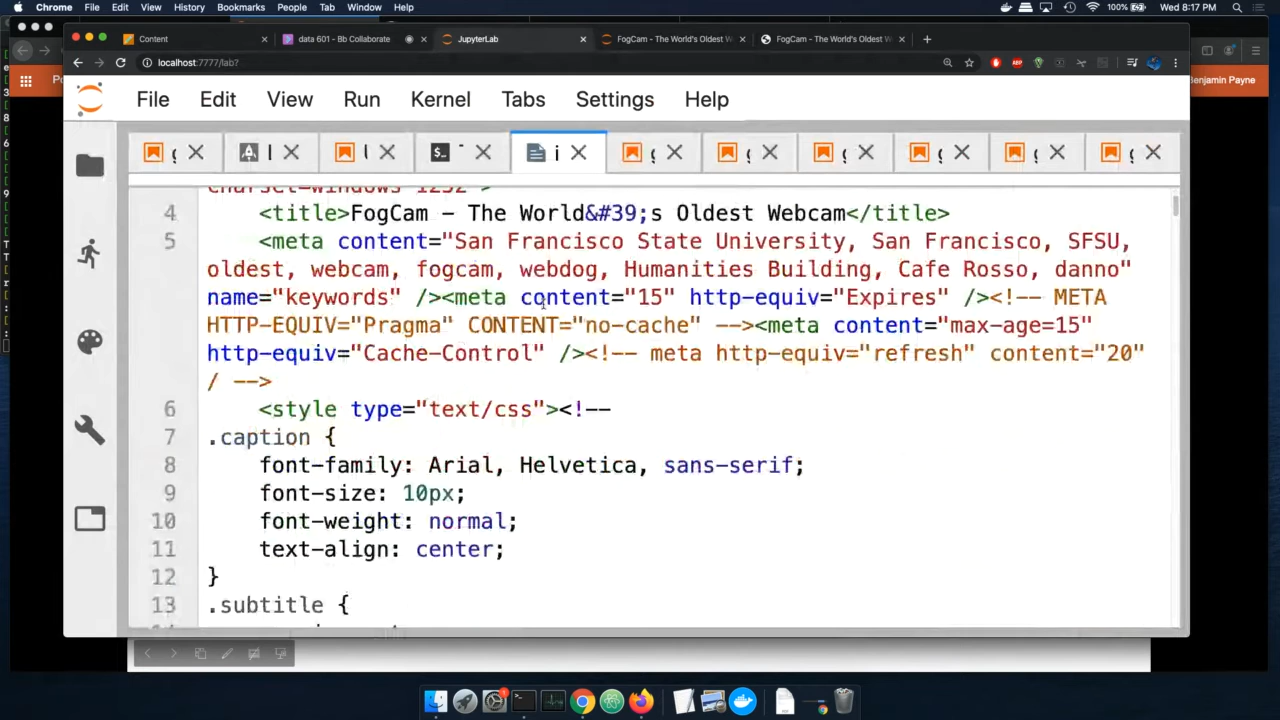 Chrome File Edit View History Bookmarks People Tab Window Help 100% Wed 8:17 PM
Content data 601 - Bb Collaborate JupyterLab FogCam - The World's Oldest W FogCam - The World's Oldest W
localhost:7777/lab?
Benjamin Payne
File Edit View Run Kernel Tabs Settings Help
charset=windows-1252">
4 <title>FogCam - The World&#39;s Oldest Webcam</title>
5 <meta content="San Francisco State University, San Francisco, SFSU,
oldest, webcam, fogcam, webdog, Humanities Building, Cafe Rosso, danno"
name="keywords" /><meta content="15" http-equiv="Expires" /><!-- META
HTTP-EQUIV="Pragma" CONTENT="no-cache" --><meta content="max-age=15"
http-equiv="Cache-Control" /><!-- meta http-equiv="refresh" content="20"
/ -->
6 <style type="text/css"><!--
7 .caption {
8 font-family: Arial, Helvetica, sans-serif;
9 font-size: 10px;
10 font-weight: normal;
11 text-align: center;
12 }
13 .subtitle {